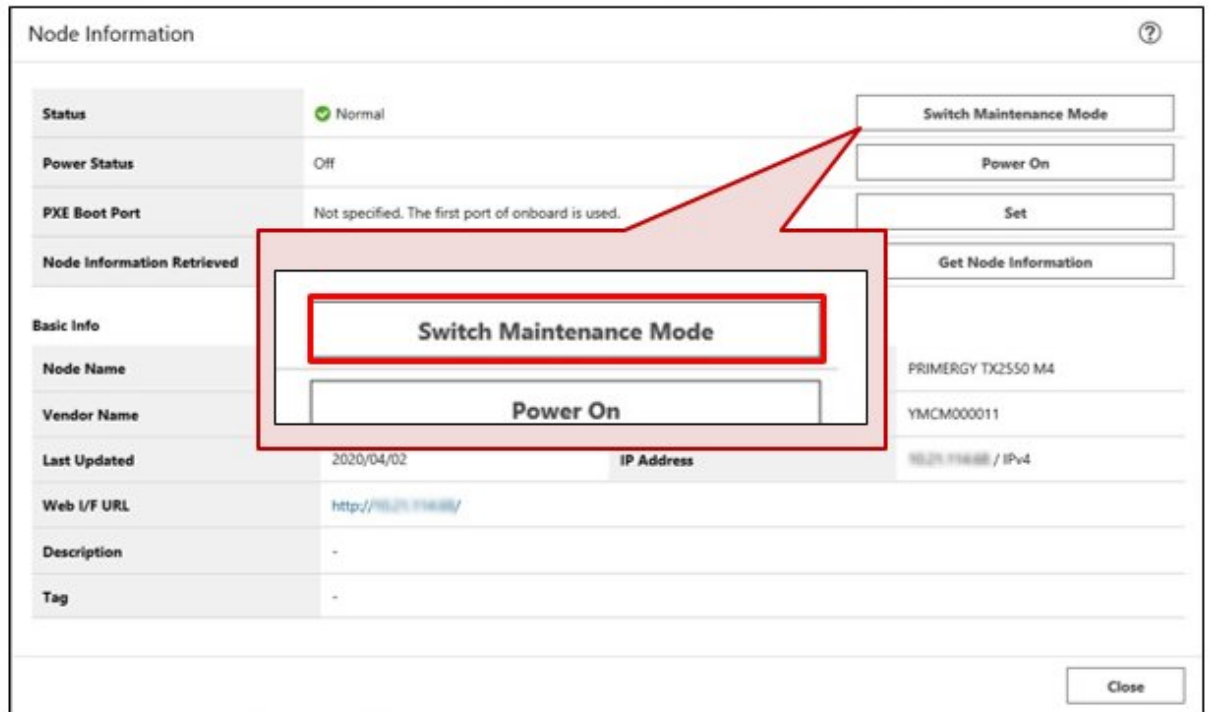 Node Information
Status Normal Switch Maintenance Mode
Power Status Off Power On
PXE Boot Port Not specified. The first port of onboard is used. Set
Node Information Retrieved Get Node Information
Switch Maintenance Mode
Power On
Basic Info
Node Name PRIMERGY TX2550 M4
Vendor Name YMCM000011
Last Updated 2020/04/02 IP Address / IPv4
Web I/F URL http:// /
Description -
Tag -
Close